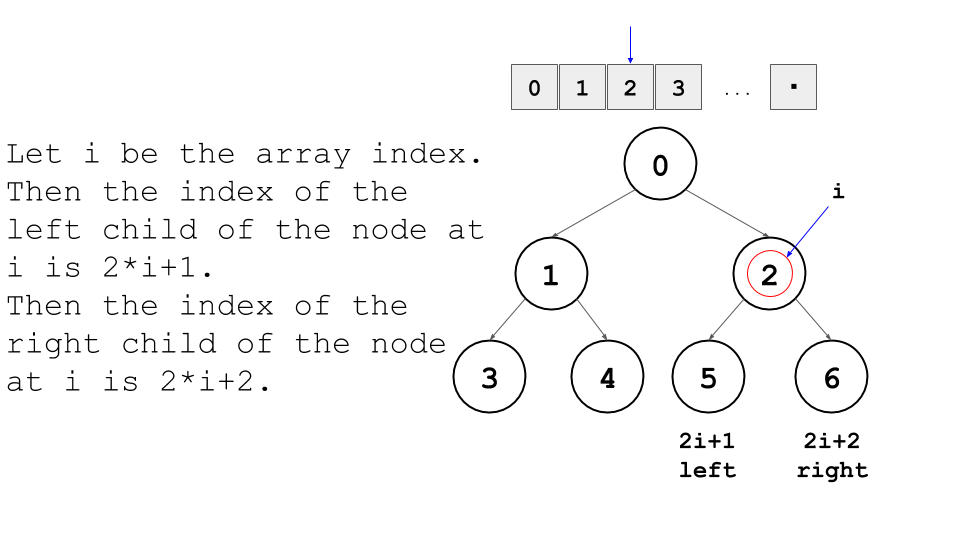 0 1 2 3 ... .
Let i be the array index.
Then the index of the
left child of the node at
i is 2*i+1.
Then the index of the
right child of the node
at i is 2*i+2.
0
i
1 2
3 4 5 6
2i+1 2i+2
left right